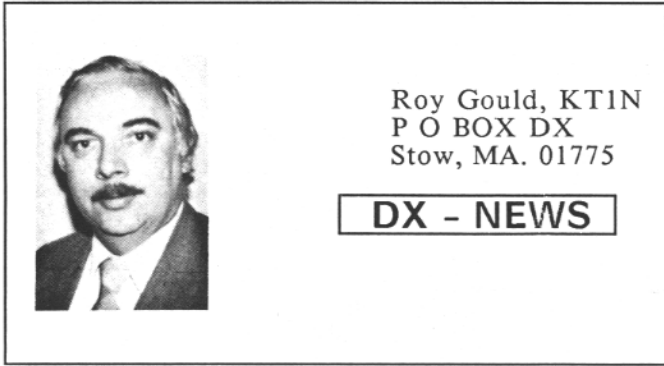 Roy Gould, KT1N
P O BOX DX
Stow, MA. 01775
DX - NEWS